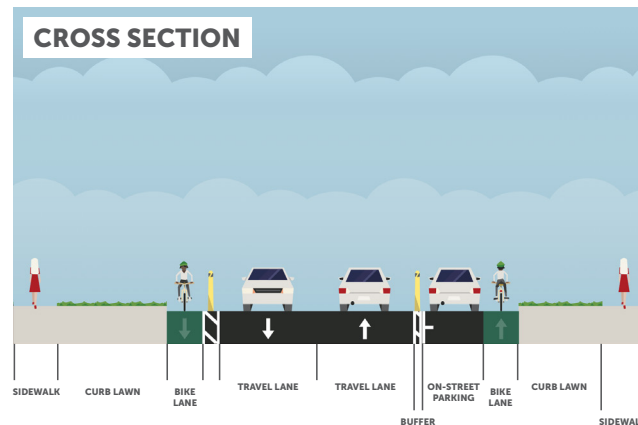 CROSS SECTION
SIDEWALK
CURB LAWN
BIKE
LANE
TRAVEL LANE
TRAVEL LANE
ON-STREET
PARKING
BIKE
LANE
CURB LAWN
BUFFER
SIDEWAL